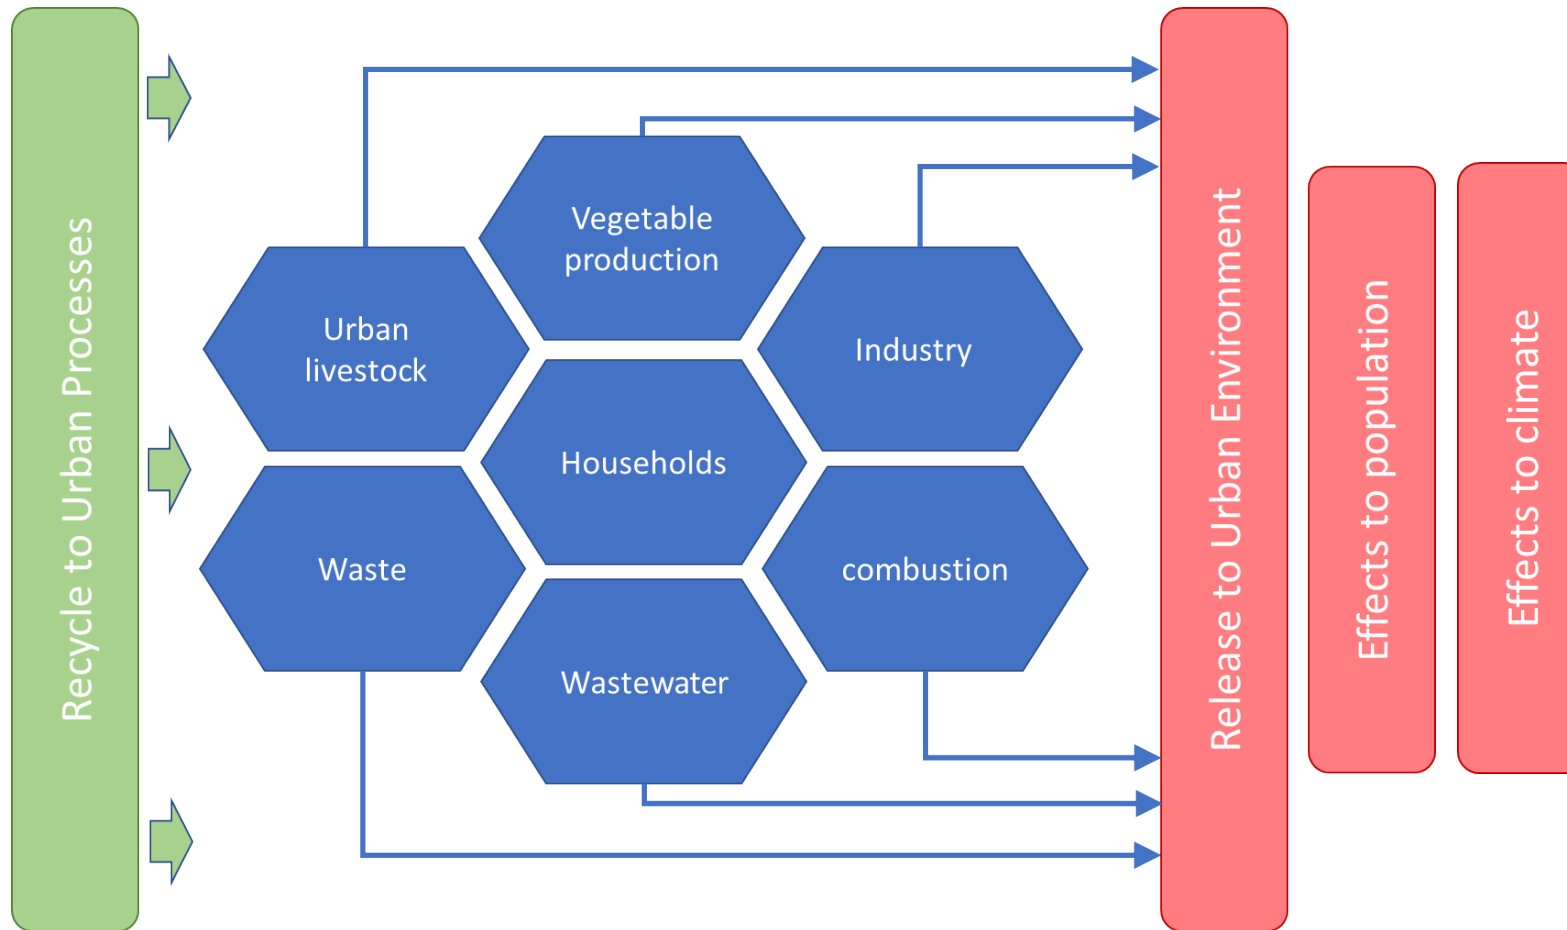 Recycle to Urban Processes
Vegetable
production
Urban
livestock
Industry
Households
Waste
combustion
Wastewater
Release to Urban Environment
Effects to population
Effects to climate